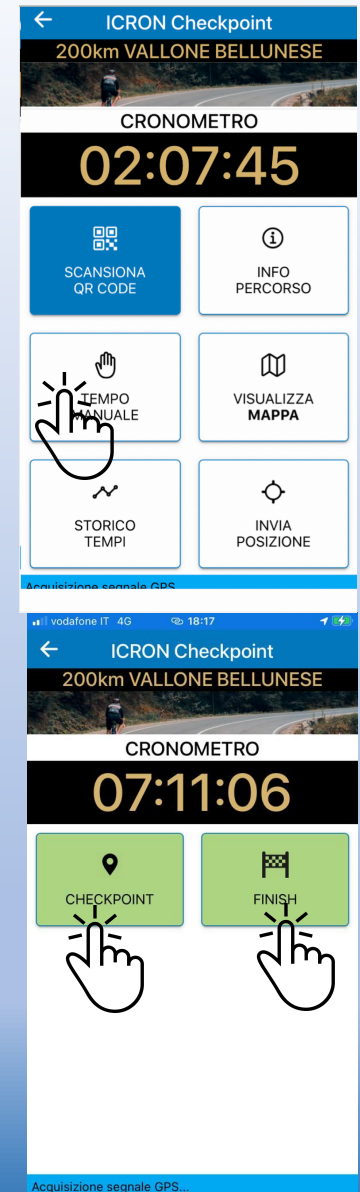 ICRON Checkpoint
200km VALLONE BELLUNESE
CRONOMETRO
02:07:45
SCANSIONA
QR CODE
INFO
PERCORSO
TEMPO
MANUALE
VISUALIZZA
MAPPA
STORICO
TEMPI
INVIA
POSIZIONE
Acquisizione segnale GPS
vodafone IT 4G 18:17
ICRON Checkpoint
200km VALLONE BELLUNESE
CRONOMETRO
07:11:06
CHECKPOINT
FINISH
Acquisizione segnale GPS...